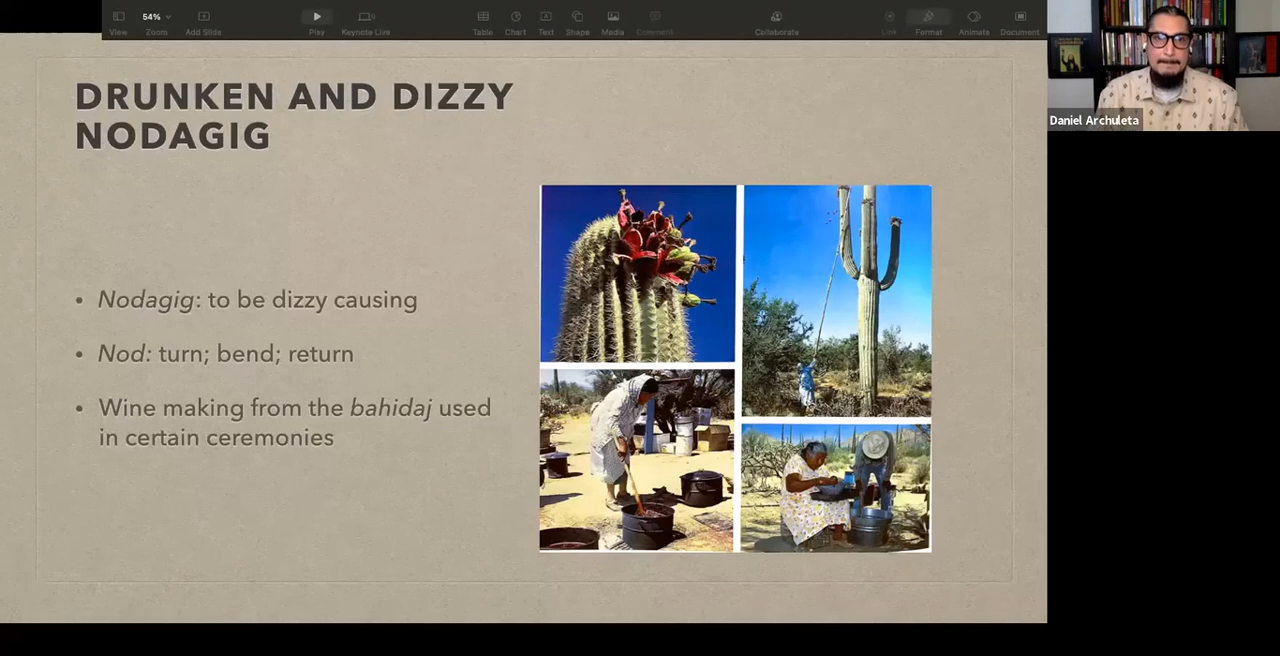 54%
View
Zoom
Add Slide
Play
Keynote Live
Table
Chart
Text
Shape
Media
Comment
Collaborate
Link
Format
Animate
Document
DRUNKEN AND DIZZY
NODAGIG
• Nodagig: to be dizzy causing
• Nod: turn; bend; return
• Wine making from the bahidaj used
in certain ceremonies
Daniel Archuleta